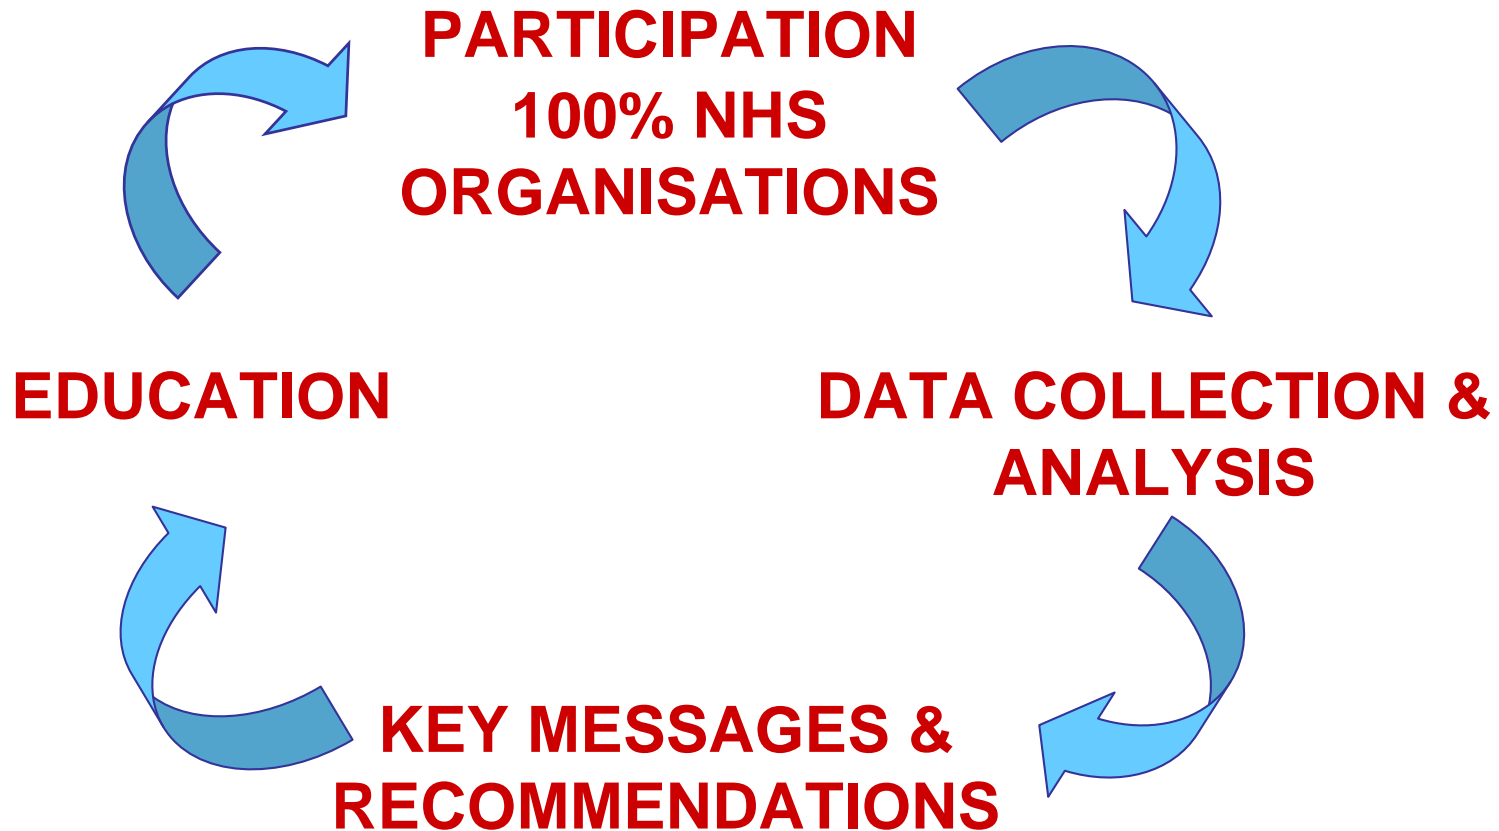 PARTICIPATION
100% NHS
ORGANISATIONS
EDUCATION
DATA COLLECTION &
ANALYSIS
KEY MESSAGES &
RECOMMENDATIONS